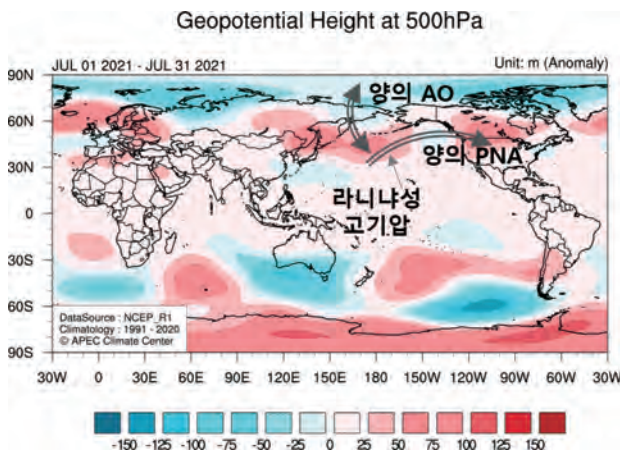 Geopotential Height at 500hPa
JUL 01 2021 - JUL 31 2021 Unit: m (Anomaly)
90N
60N
30N
0
30S
60S
90S
양의 AO
양의 PNA
라니냐성
고기압
DataSource : NCEP_R1
Climatology : 1991 - 2020
© APEC Climate Center
30W 0 30E 60E 90E 120E 150E 180 150W 120W 90W 60W 30W
-150 -125 -100 -75 -50 -25 0 25 50 75 100 125 150